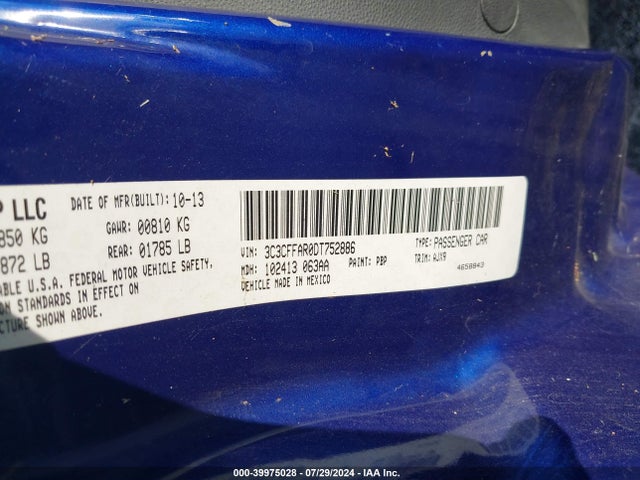 P LLC
DATE OF MFR(BUILT): 10-13
850 KG
GAWR: 00810 KG
872 LB
REAR: 01785 LB
ABLE U.S.A. FEDERAL MOTOR VEHICLE SAFETY,
ON STANDARDS IN EFFECT ON
CTURE SHOWN ABOVE.
VIN: 3C3CFFAR0DT752886
TYPE: PASSENGER CAR
MDH: 102413 063AA
PAINT: PBP
TRIM: AJX9
VEHICLE MADE IN MEXICO
4658843
000-39975028 - 07/29/2024 - IAA Inc.